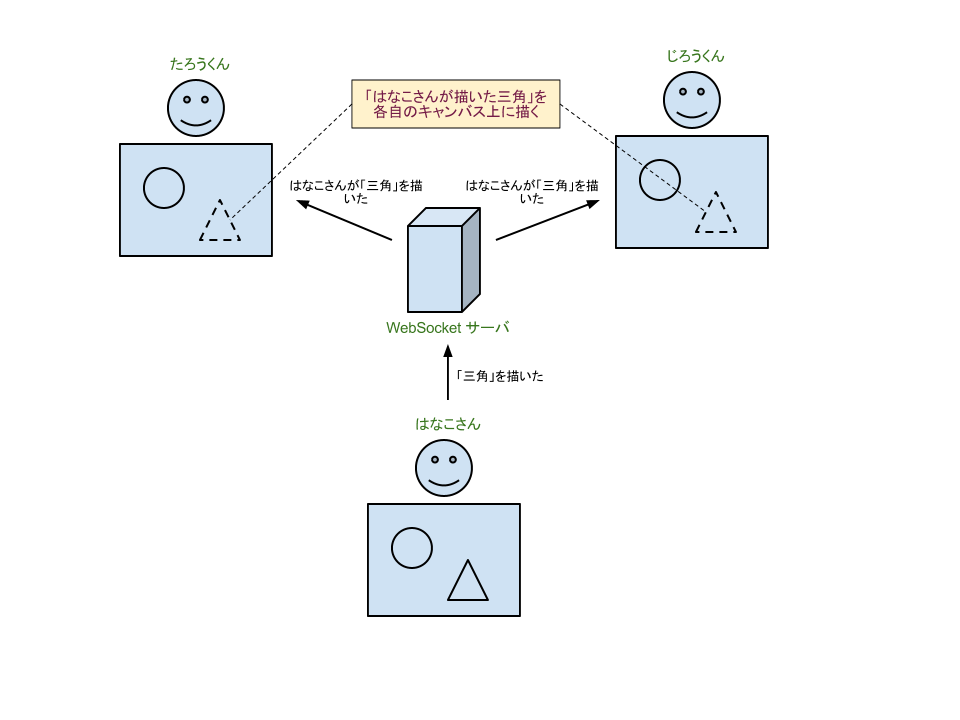 たろうくん
じろうくん
「はなこさんが描いた三角」を
各自のキャンバス上に描く
はなこさんが「三角」を描
いた
はなこさんが「三角」を描
いた
WebSocket サーバ
「三角」を描いた
はなこさん